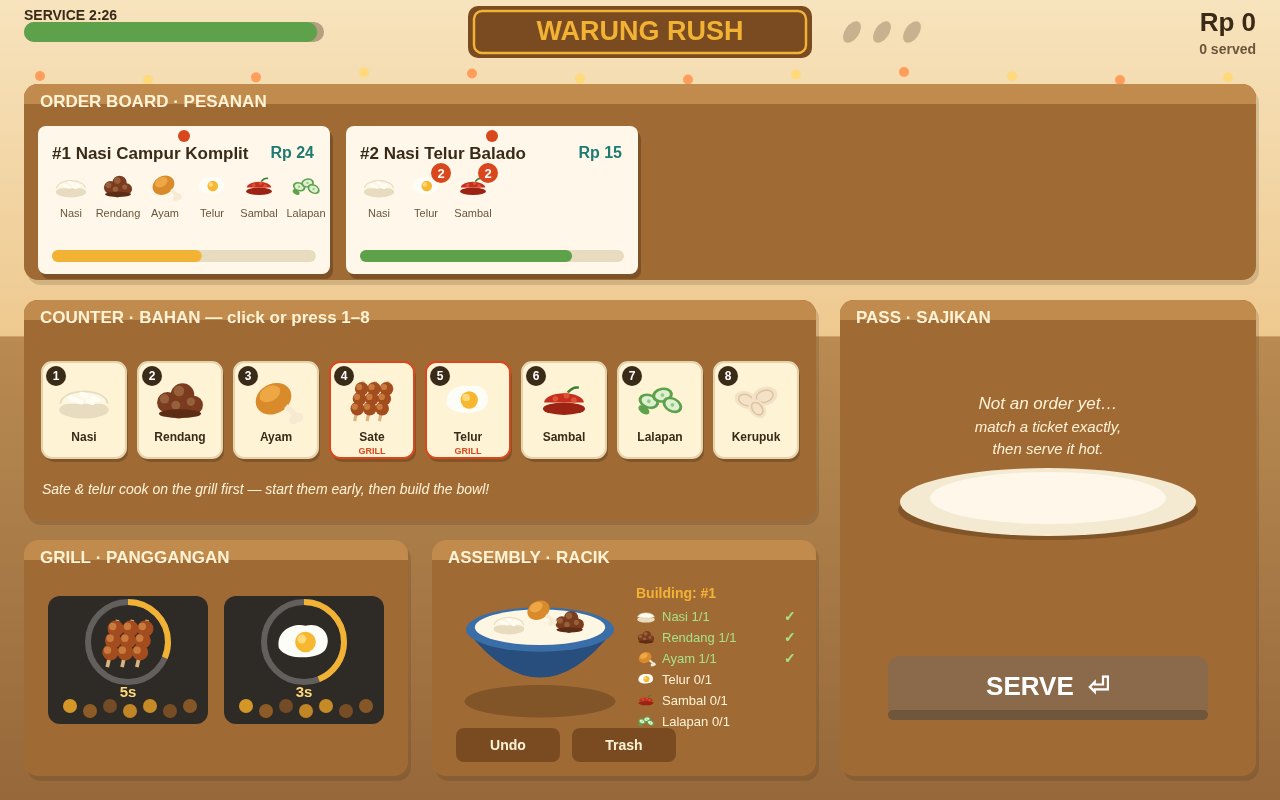 SERVICE 2:26
WARUNG RUSH
Rp 0
0 served
ORDER BOARD · PESANAN
#1 Nasi Campur Komplit Rp 24
Nasi Rendang Ayam Telur Sambal Lalapan
#2 Nasi Telur Balado Rp 15
2 2
Nasi Telur Sambal
COUNTER · BAHAN — click or press 1–8
1 2 3 4 5 6 7 8
Nasi Rendang Ayam Sate Telur Sambal Lalapan Kerupuk
GRILL GRILL
Sate & telur cook on the grill first — start them early, then build the bowl!
PASS · SAJIKAN
Not an order yet…
match a ticket exactly,
then serve it hot.
SERVE ⏎
GRILL · PANGGANGAN
5s 3s
ASSEMBLY · RACIK
Building: #1
Nasi 1/1 ✓
Rendang 1/1 ✓
Ayam 1/1 ✓
Telur 0/1
Sambal 0/1
Lalapan 0/1
Undo Trash